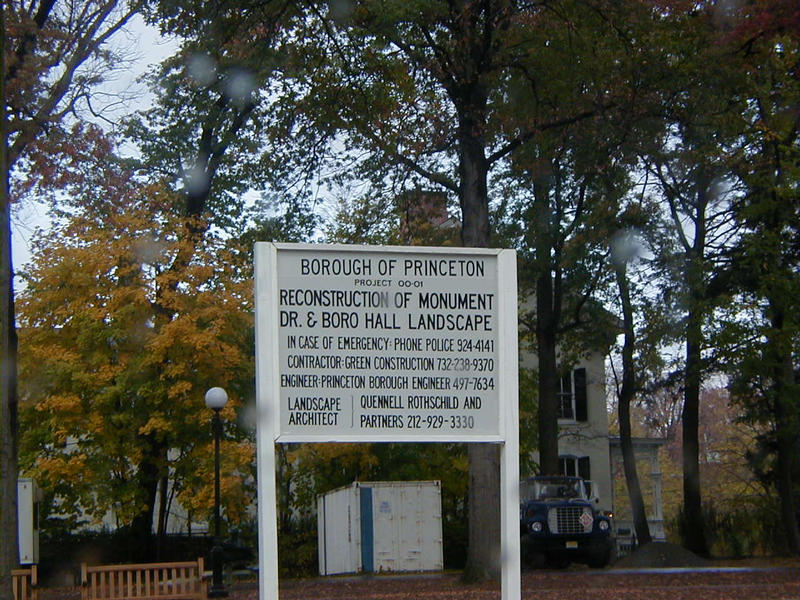 BOROUGH OF PRINCETON
PROJECT 00-01
RECONSTRUCTION OF MONUMENT
DR. & BORO HALL LANDSCAPE
IN CASE OF EMERGENCY: PHONE POLICE 924-4141
CONTRACTOR: GREEN CONSTRUCTION 732-238-9370
ENGINEER: PRINCETON BOROUGH ENGINEER 497-7634
LANDSCAPE ARCHITECT
QUENNELL ROTHSCHILD AND
PARTNERS 212-929-3330